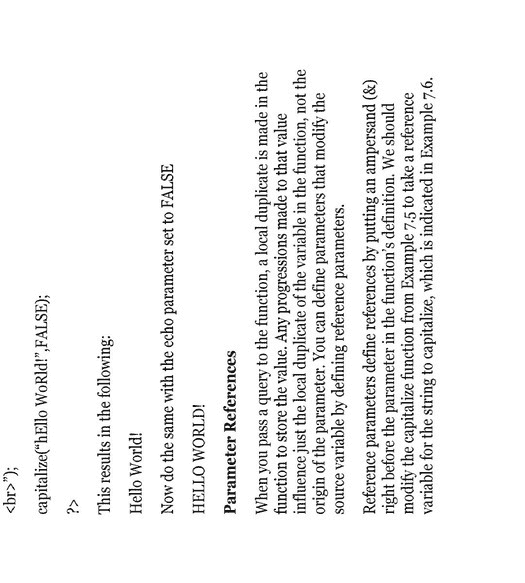 <br>”);
capitalize(“hEllo WoRld!”,FALSE);
?>
This results in the following:
Hello World!
Now do the same with the echo parameter set to FALSE
HELLO WORLD!
Parameter References
When you pass a query to the function, a local duplicate is made in the
function to store the value. Any progressions made to that value
influence just the local duplicate of the variable in the function, not the
origin of the parameter. You can define parameters that modify the
source variable by defining reference parameters.
Reference parameters define references by putting an ampersand (&)
right before the parameter in the function’s definition. We should
modify the capitalize function from Example 7.5 to take a reference
variable for the string to capitalize, which is indicated in Example 7.6.